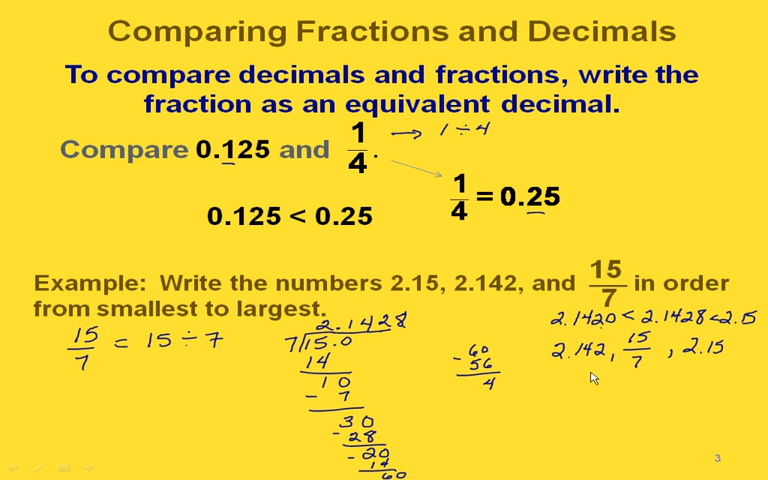 Comparing Fractions and Decimals
To compare decimals and fractions, write the
fraction as an equivalent decimal.
Compare 0.125 and 1/4. → 1 ÷ 4
1/4 = 0.25
0.125 < 0.25
Example: Write the numbers 2.15, 2.142, and 15/7 in order
from smallest to largest.
2.1420 < 2.1428 < 2.15
2.142, 15/7, 2.15
15/7 = 15 ÷ 7
2.1428
7)15.0
14
10
- 7
30
- 28
- 20
14
60
60
- 56
4
3